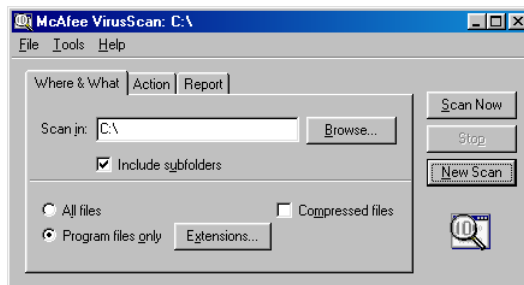 McAfee VirusScan: C:\
File Tools Help
Where & What Action Report
Scan in: C:\ Browse...
Include subfolders
All files Compressed files
Program files only Extensions...
Scan Now
Stop
New Scan